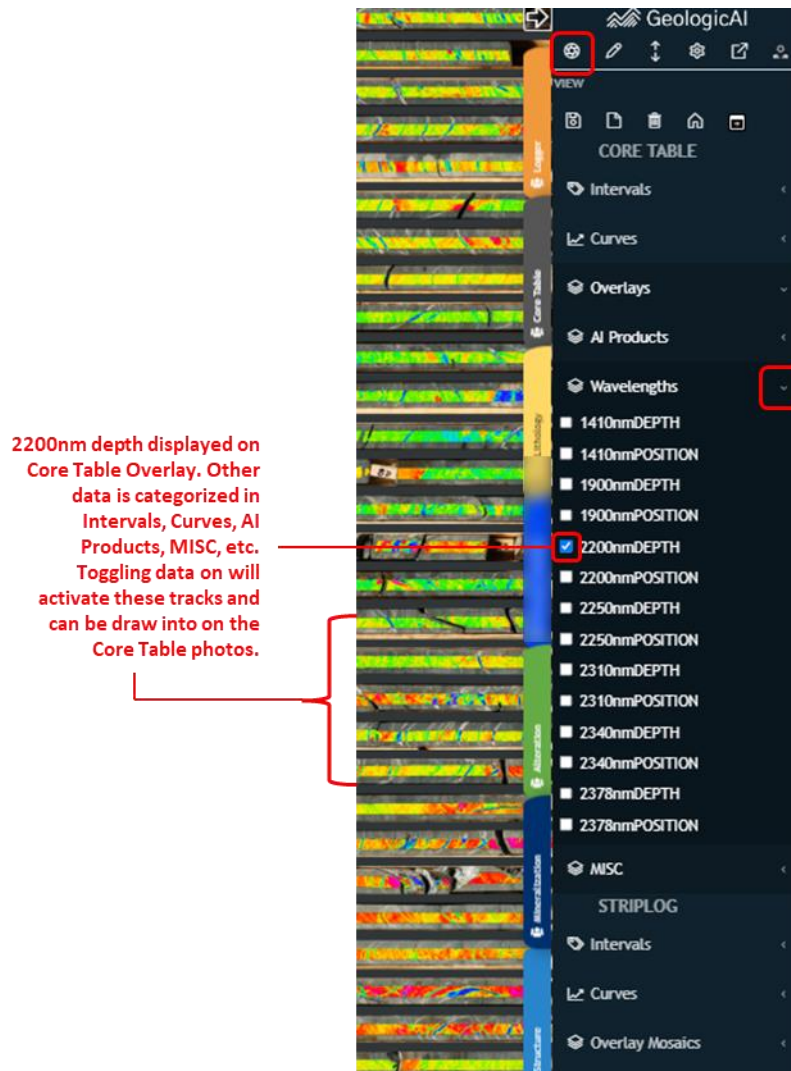 GeologicAI
VIEW
CORE TABLE
Intervals
Curves
Overlays
AI Products
Wavelengths
1410nmDEPTH
1410nmPOSITION
1900nmDEPTH
1900nmPOSITION
2200nmDEPTH
2200nmPOSITION
2250nmDEPTH
2250nmPOSITION
2310nmDEPTH
2310nmPOSITION
2340nmDEPTH
2340nmPOSITION
2378nmDEPTH
2378nmPOSITION
MISC
STRIPLOG
Intervals
Curves
Overlay Mosaics
Logger
Core Table
Lithology
Alteration
Mineralization
Structure
2200nm depth displayed on
Core Table Overlay. Other
data is categorized in
Intervals, Curves, AI
Products, MISC, etc.
Toggling data on will
activate these tracks and
can be draw into on the
Core Table photos.